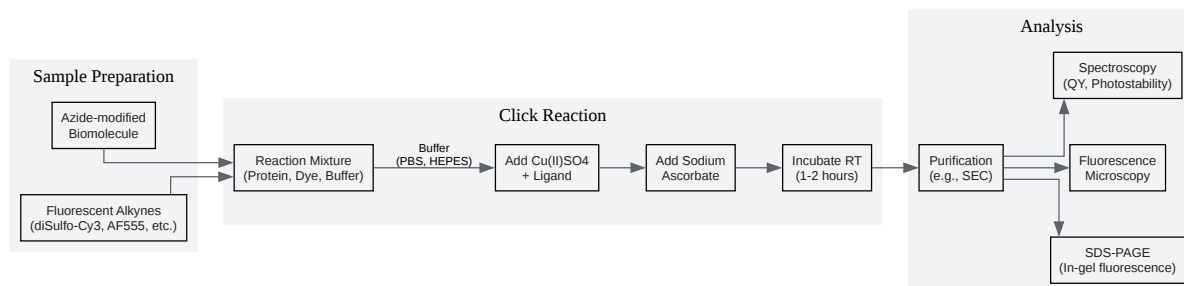 Sample Preparation
Azide-modified
Biomolecule
Fluorescent Alkynes
(diSulfo-Cy3, AF555, etc.)
Click Reaction
Reaction Mixture
(Protein, Dye, Buffer)
Buffer
(PBS, HEPES)
Add Cu(II)SO4
+ Ligand
Add Sodium
Ascorbate
Incubate RT
(1-2 hours)
Analysis
Purification
(e.g., SEC)
Spectroscopy
(QY, Photostability)
Fluorescence
Microscopy
SDS-PAGE
(In-gel fluorescence)